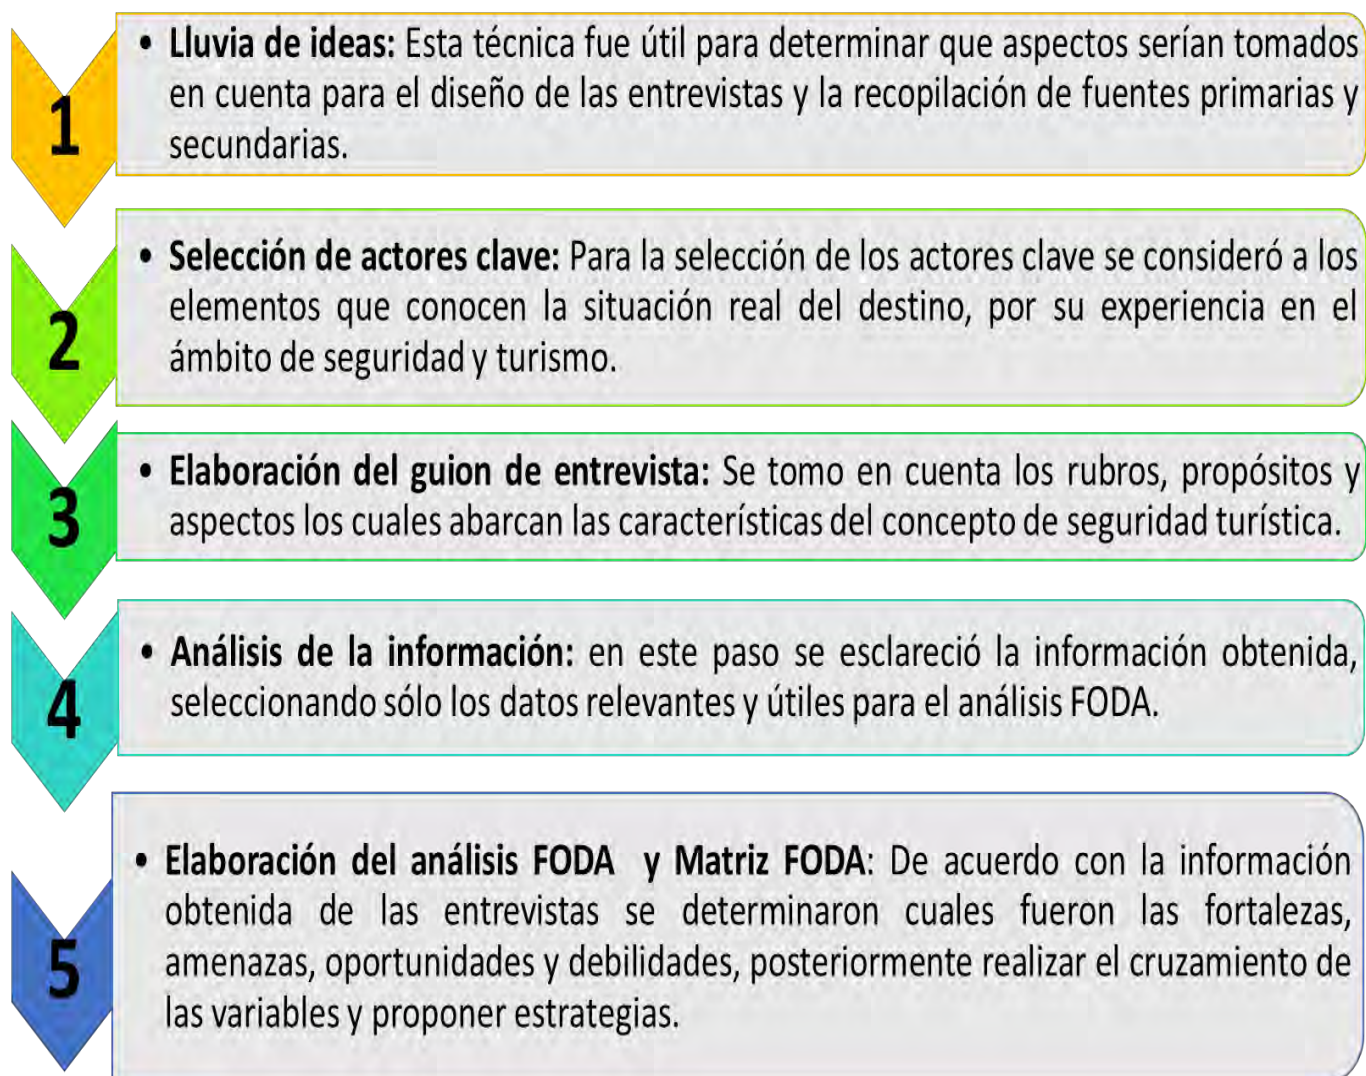 1
• Lluvia de ideas: Esta técnica fue útil para determinar que aspectos serían tomados
en cuenta para el diseño de las entrevistas y la recopilación de fuentes primarias y
secundarias.
2
• Selección de actores clave: Para la selección de los actores clave se consideró a los
elementos que conocen la situación real del destino, por su experiencia en el
ámbito de seguridad y turismo.
3
• Elaboración del guion de entrevista: Se tomo en cuenta los rubros, propósitos y
aspectos los cuales abarcan las características del concepto de seguridad turística.
4
• Análisis de la información: en este paso se esclareció la información obtenida,
seleccionando sólo los datos relevantes y útiles para el análisis FODA.
5
• Elaboración del análisis FODA y Matriz FODA: De acuerdo con la información
obtenida de las entrevistas se determinaron cuales fueron las fortalezas,
amenazas, oportunidades y debilidades, posteriormente realizar el cruzamiento de
las variables y proponer estrategias.